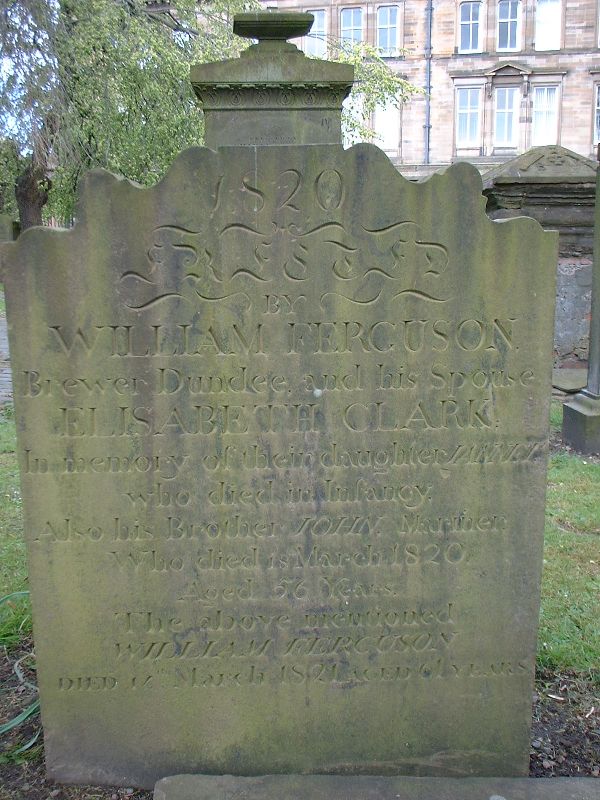 1820
ERECTED
BY
WILLIAM FERGUSON.
Brewer Dundee, and his Spouse
ELISABETH CLARK.
In memory of their daughter JANNET
who died in Infancy.
Also his Brother JOHN, Mariner
Who died 18 March 1820.
Aged 56 Years.
The above mentioned
WILLIAM FERGUSON
DIED March 1821 AGED 61 YEARS